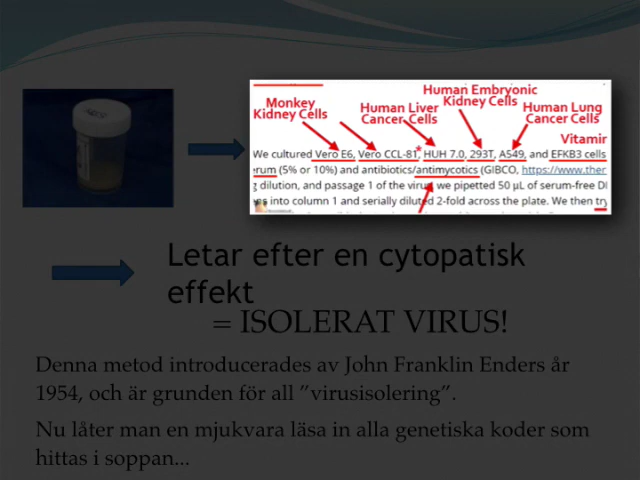 Human Embryonic
Kidney Cells
Monkey
Kidney Cells
Human Liver
Cancer Cells
Human Lung
Cancer Cells
Vitamir
We cultured Vero E6, Vero CCL-81, HUH 7.0, 293T, A549, and EFKB3 cells
erum (5% or 10%) and antibiotics/antimycotics (GIBCO, https://www.ther
g dilution, and passage 1 of the virus we pipetted 50 µL of serum-free DI
into column 1 and serially diluted 2-fold across the plate. We then try
Letar efter en cytopatisk
effekt
= ISOLERAT VIRUS!
Denna metod introducerades av John Franklin Enders år
1954, och är grunden för all ”virusisolering”.
Nu låter man en mjukvara läsa in alla genetiska koder som
hittas i soppan...